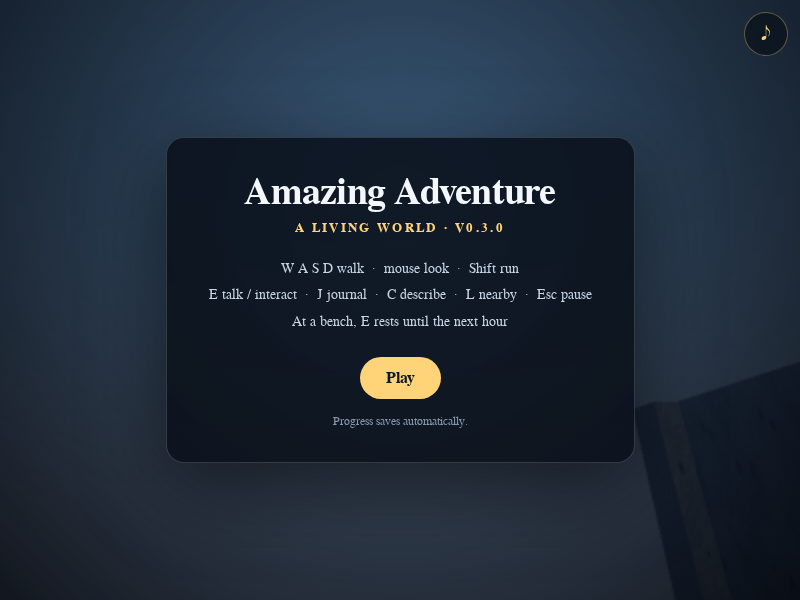 Amazing Adventure
A LIVING WORLD · V0.3.0
W A S D walk · mouse look · Shift run
E talk / interact · J journal · C describe · L nearby · Esc pause
At a bench, E rests until the next hour
Play
Progress saves automatically.